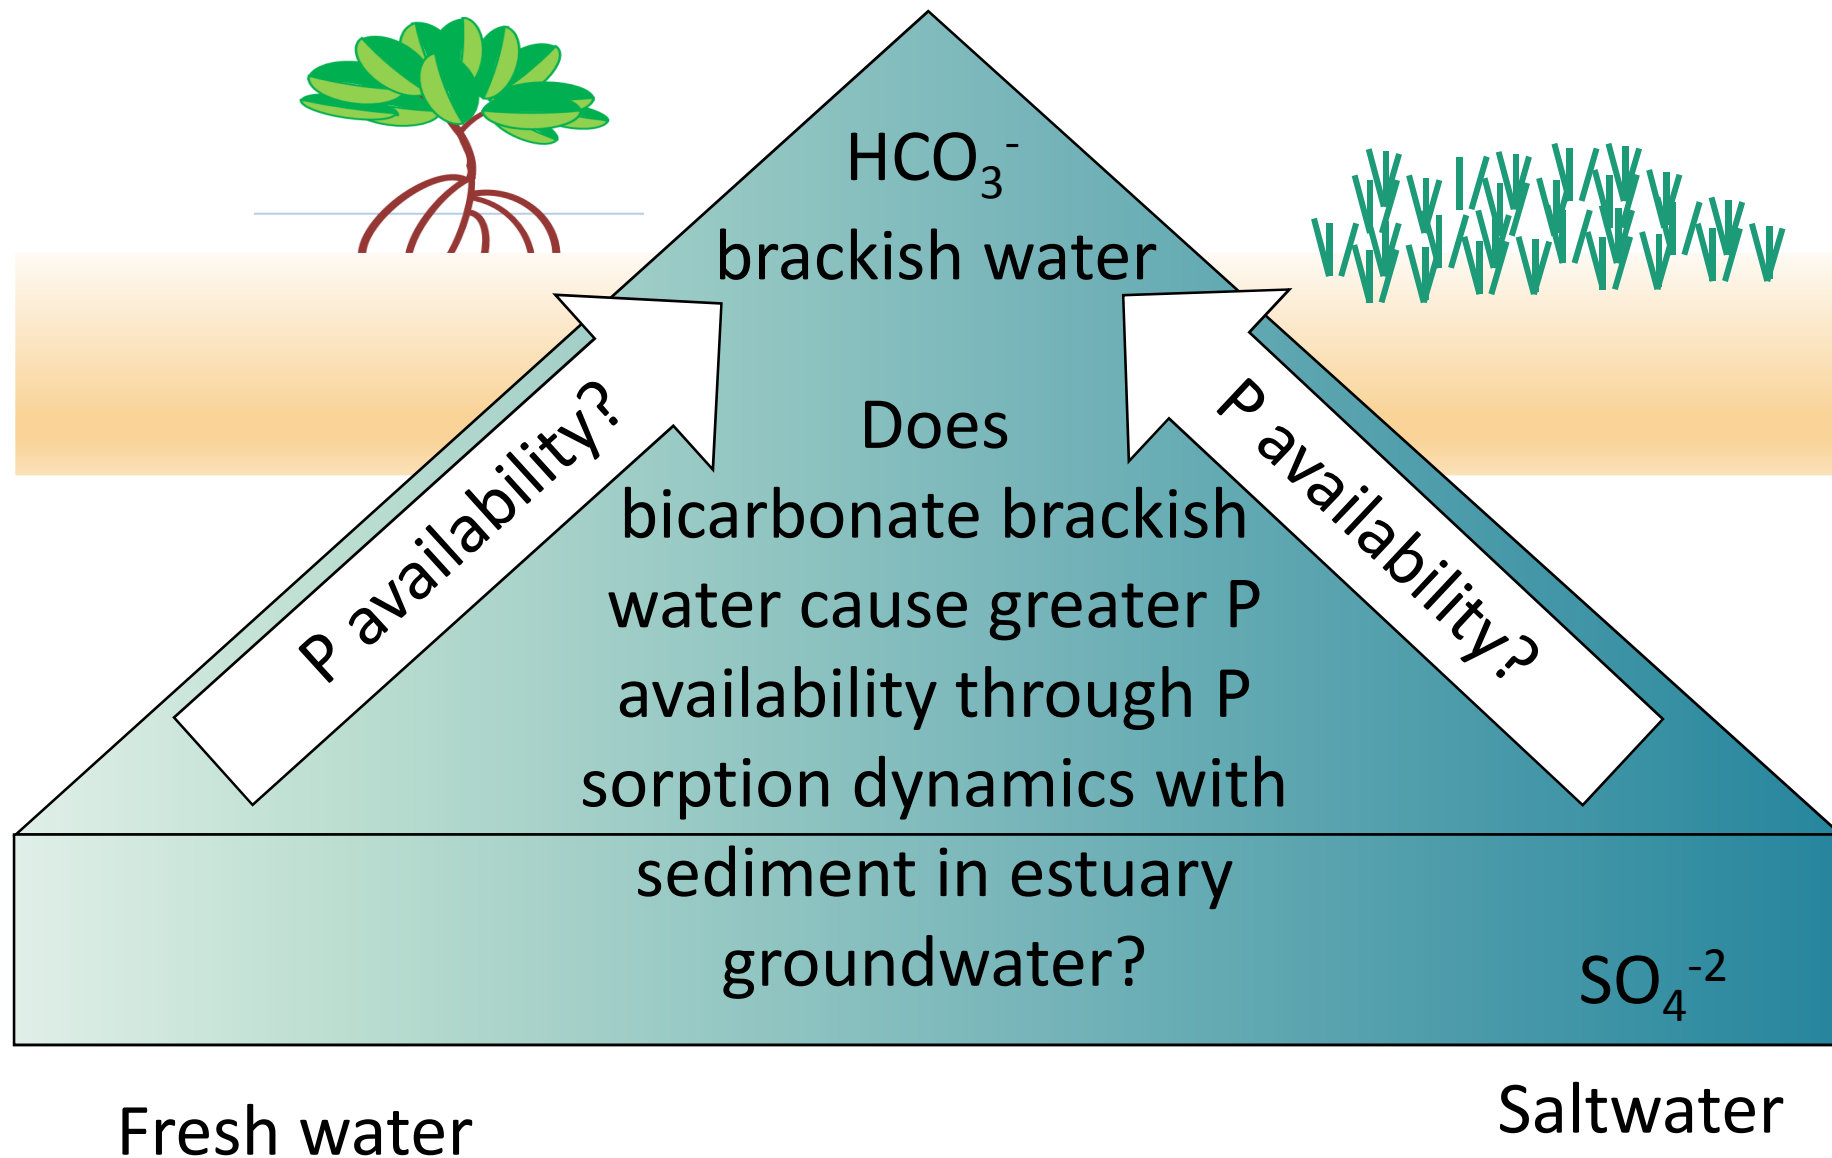 HCO₃⁻
brackish water
P availability?
P availability?
Does
bicarbonate brackish
water cause greater P
availability through P
sorption dynamics with
sediment in estuary
groundwater?
SO₄⁻²
Fresh water
Saltwater